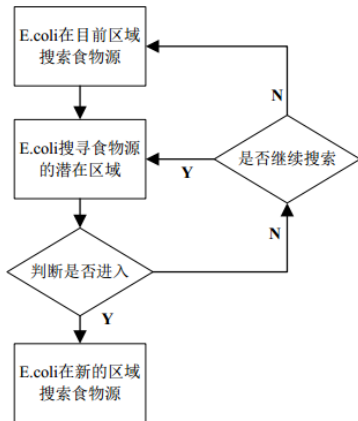 E.coli在目前区域
搜索食物源
N
E.coli搜寻食物源
的潜在区域
Y
是否继续搜索
N
判断是否进入
Y
E.coli在新的区域
搜索食物源